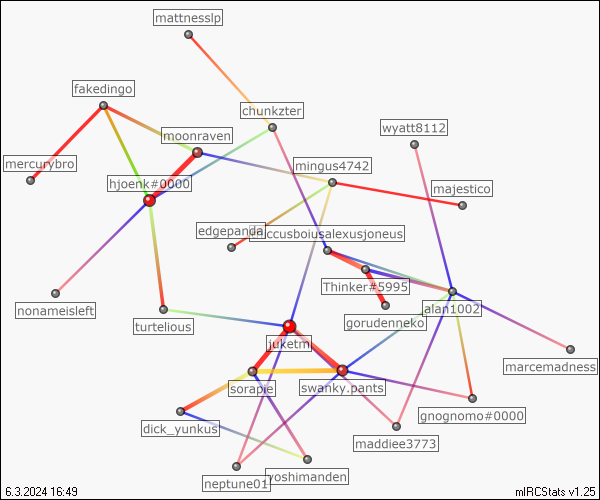 mattnesslp
fakedingo
chunkzter
wyatt8112
moonraven
mercurybro
mingus4742
hjoenk#0000
majestico
edgepanda
ccusboiusalexusjoneus
Thinker#5995
nonameisleft
alan1002
turtelious
gorudenneko
juketm
marcemadness
sorapie
swanky.pants
gnognomo#0000
dick_yunkus
maddiee3773
neptune01
yoshimanden
6.3.2024 16:49
mIRCStats v1.25